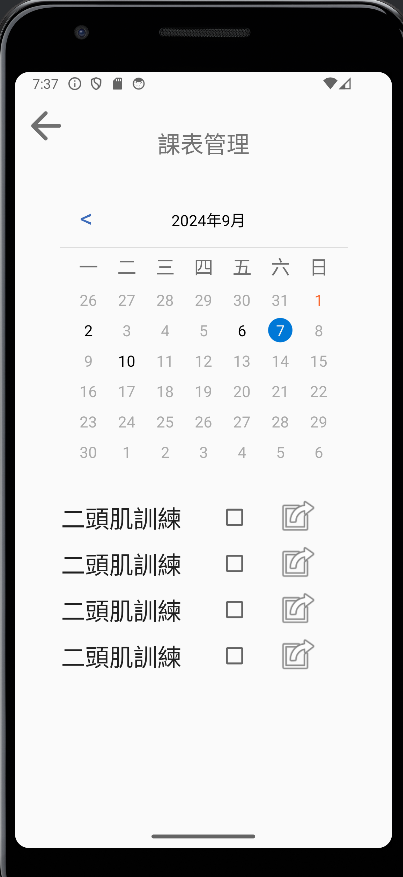 7:37
課表管理
< 2024年9月
一 二 三 四 五 六 日
26 27 28 29 30 31 1
2 3 4 5 6 7 8
9 10 11 12 13 14 15
16 17 18 19 20 21 22
23 24 25 26 27 28 29
30 1 2 3 4 5 6
二頭肌訓練
二頭肌訓練
二頭肌訓練
二頭肌訓練